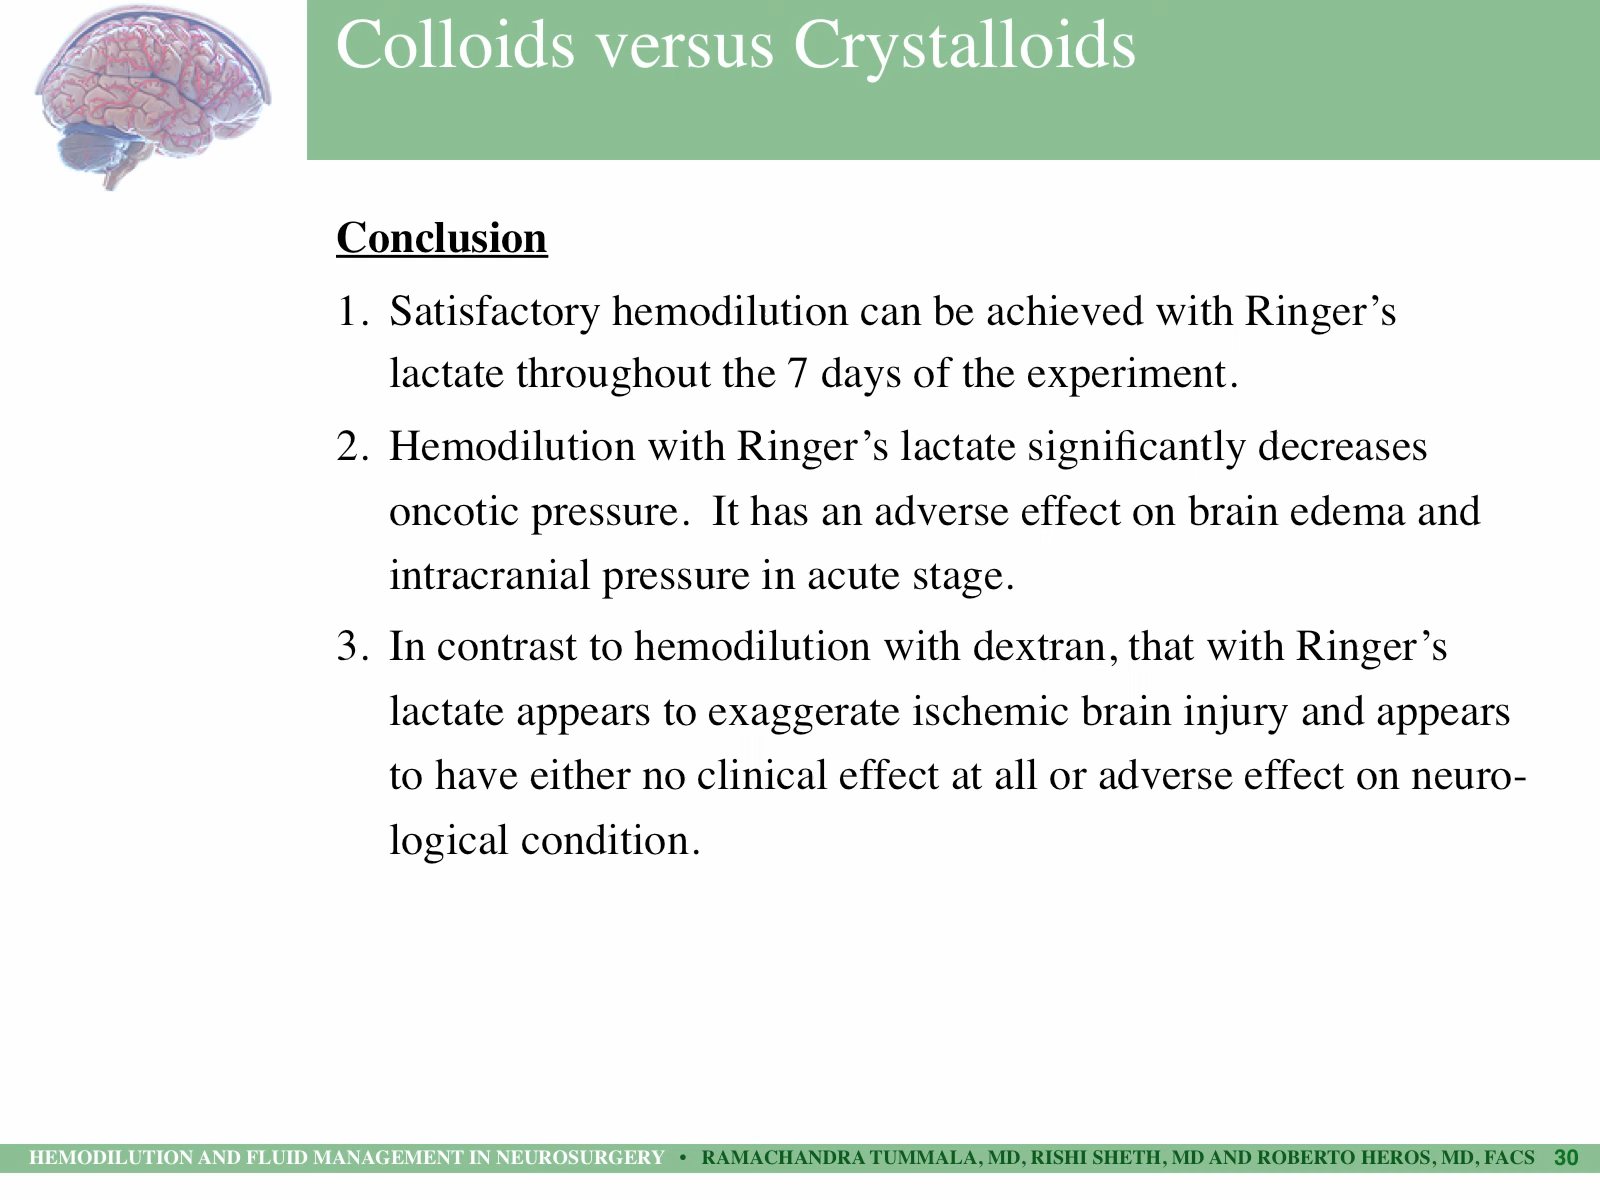 Colloids versus Crystalloids
Conclusion
1. Satisfactory hemodilution can be achieved with Ringer’s
lactate throughout the 7 days of the experiment.
2. Hemodilution with Ringer’s lactate significantly decreases
oncotic pressure.  It has an adverse effect on brain edema and
intracranial pressure in acute stage.
3. In contrast to hemodilution with dextran, that with Ringer’s
lactate appears to exaggerate ischemic brain injury and appears
to have either no clinical effect at all or adverse effect on neuro-
logical condition.
HEMODILUTION AND FLUID MANAGEMENT IN NEUROSURGERY • RAMACHANDRA TUMMALA, MD, RISHI SHETH, MD AND ROBERTO HEROS, MD, FACS 30